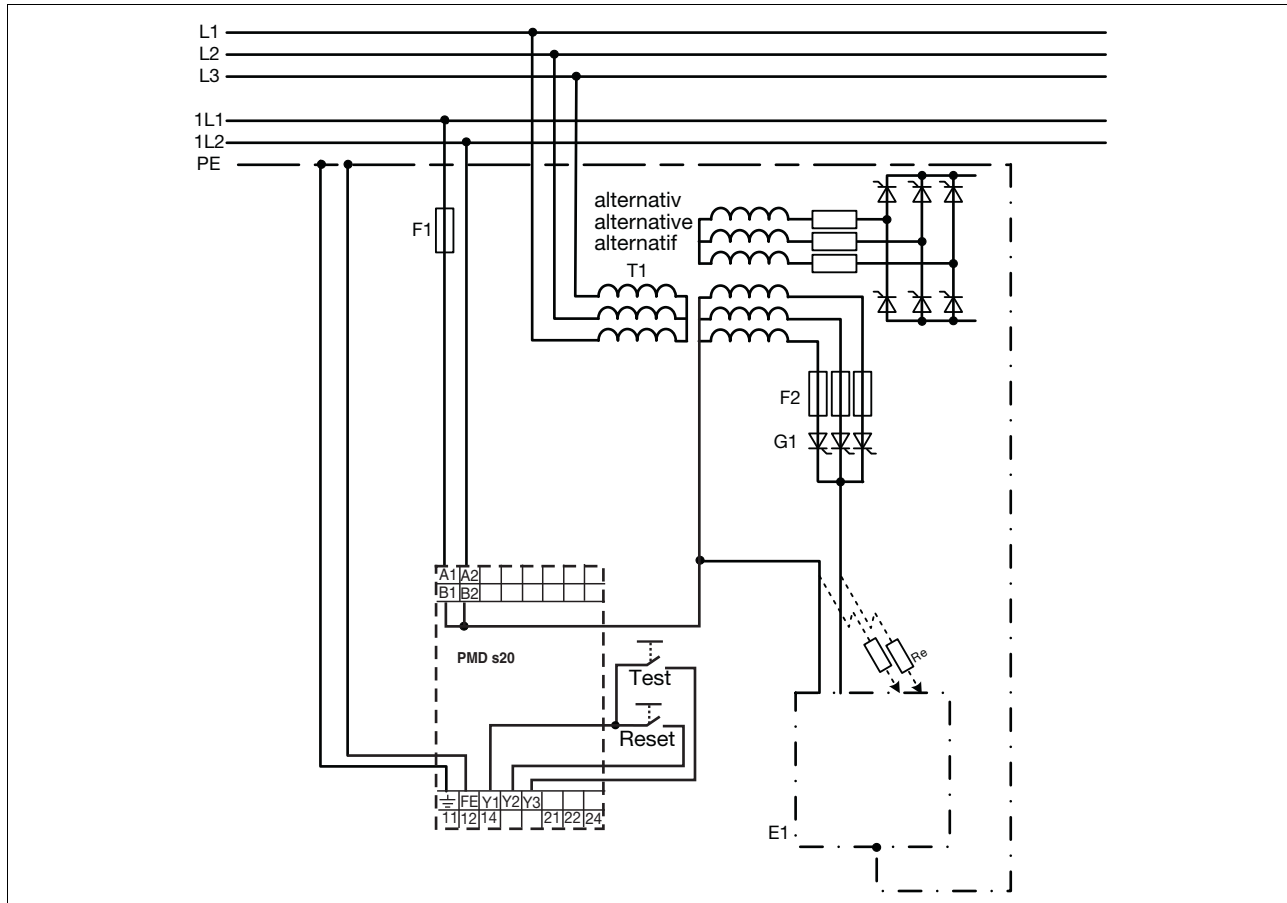 L1
L2
L3
1L1
1L2
PE
F1
alternativ
alternative
alternatif
T1
F2
G1
A1 A2
B1 B2
PMD s20
Test
Reset
Re
FE Y1 Y2 Y3
11 12 14 21 22 24
E1